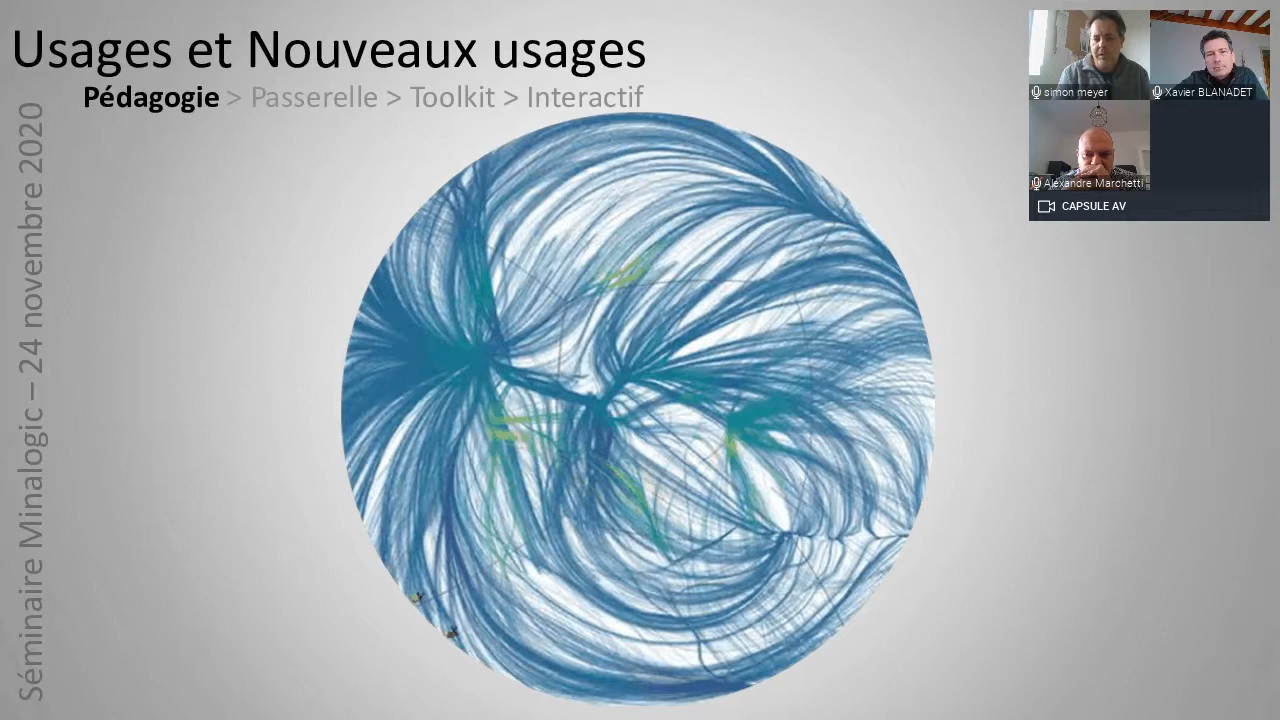 Usages et Nouveaux usages
Pédagogie > Passerelle > Toolkit > Interactif
Séminaire Minalogic – 24 novembre 2020
simon meyer
Xavier BLANADET
Alexandre Marchetti
CAPSULE AV